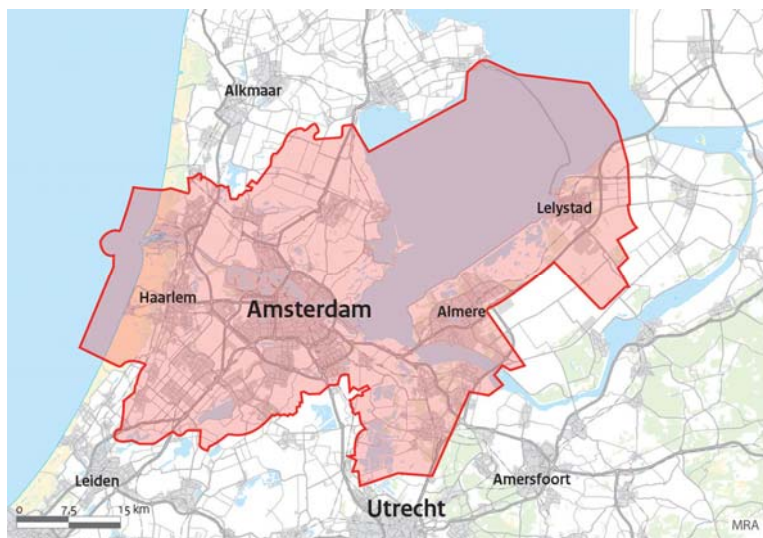 Alkmaar
Lelystad
Haarlem
Amsterdam
Almere
Leiden
Amersfoort
Utrecht
0 7,5 15 km
MRA